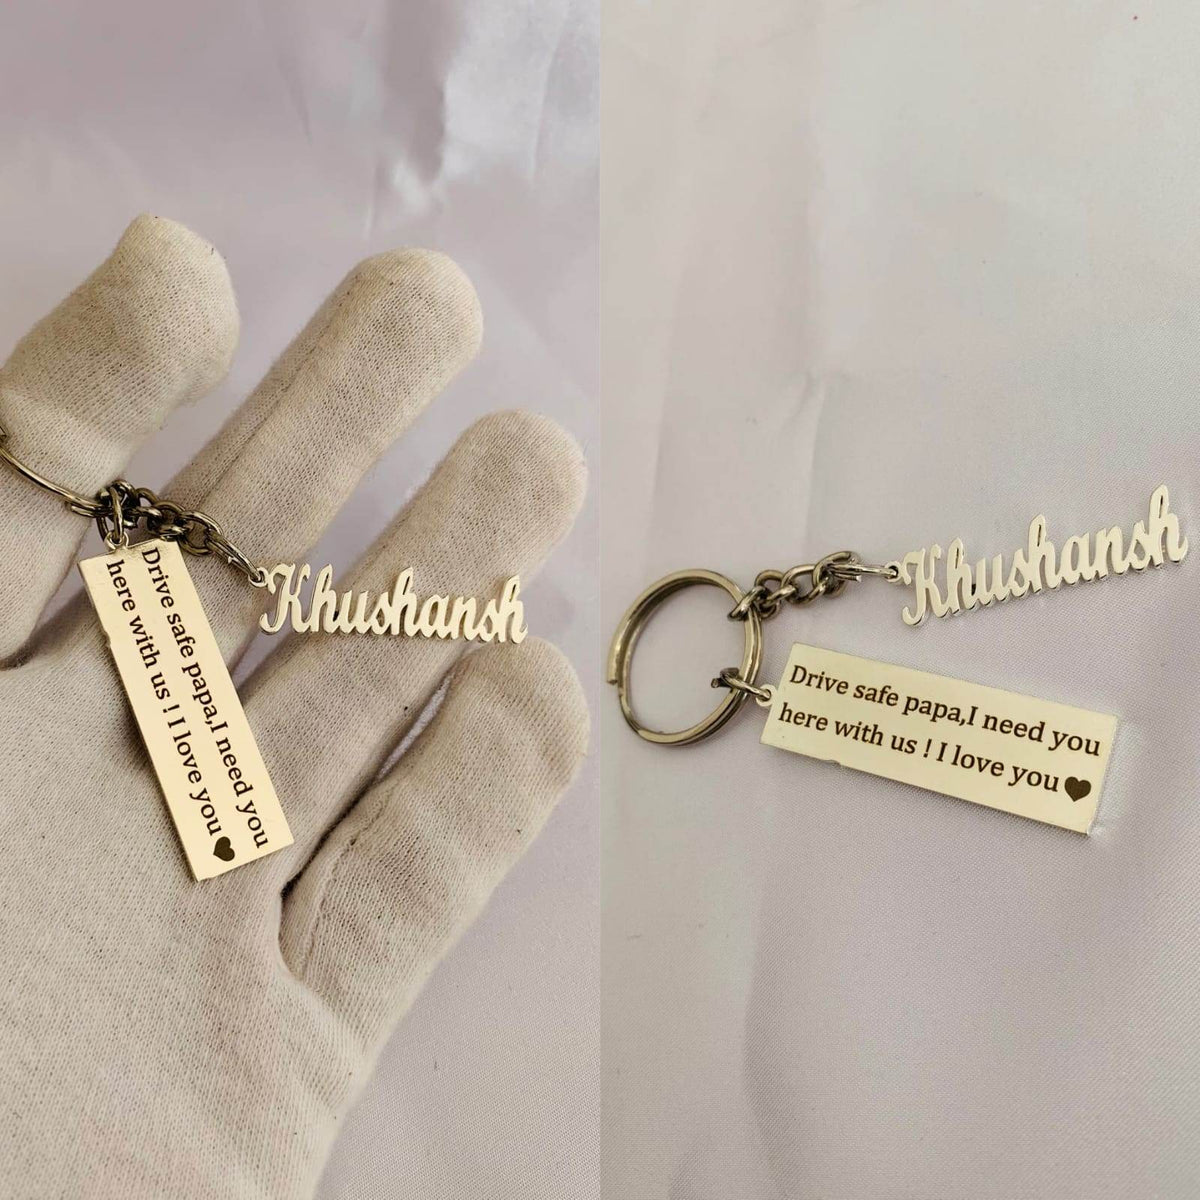 Drive safe papa,I need you
here with us ! I love you♥
Khushansh
Khushansh
Drive safe papa,I need you
here with us ! I love you♥